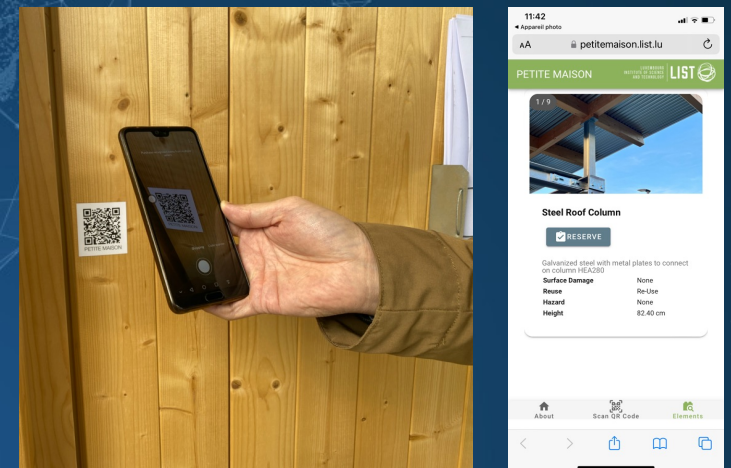 PETITE MAISON
11:42
◀ Appareil photo
AA
petitemaison.list.lu
PETITE MAISON
LUXEMBOURG
INSTITUTE OF SCIENCE
AND TECHNOLOGY
LIST
1 / 9
Steel Roof Column
RESERVE
Galvanized steel with metal plates to connect
on column HEA280
Surface Damage None
Reuse Re-Use
Hazard None
Height 82.40 cm
About
Scan QR Code
Elements